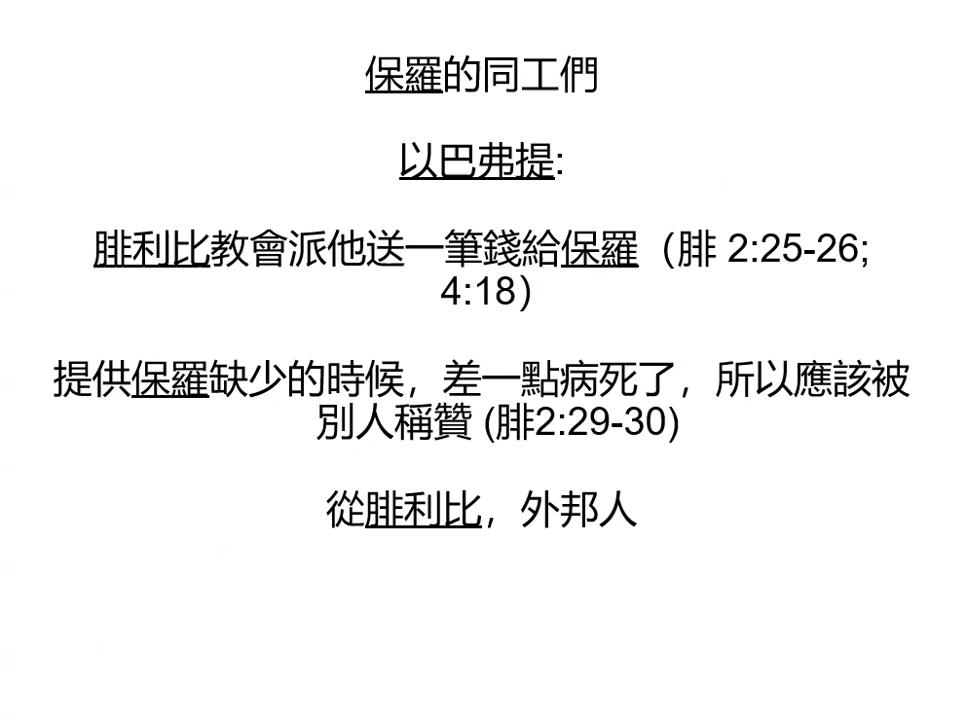 保羅的同工們
以巴弗提:
腓利比教會派他送一筆錢給保羅（腓 2:25-26;
4:18）
提供保羅缺少的時候，差一點病死了，所以應該被
別人稱贊 (腓2:29-30)
從腓利比，外邦人